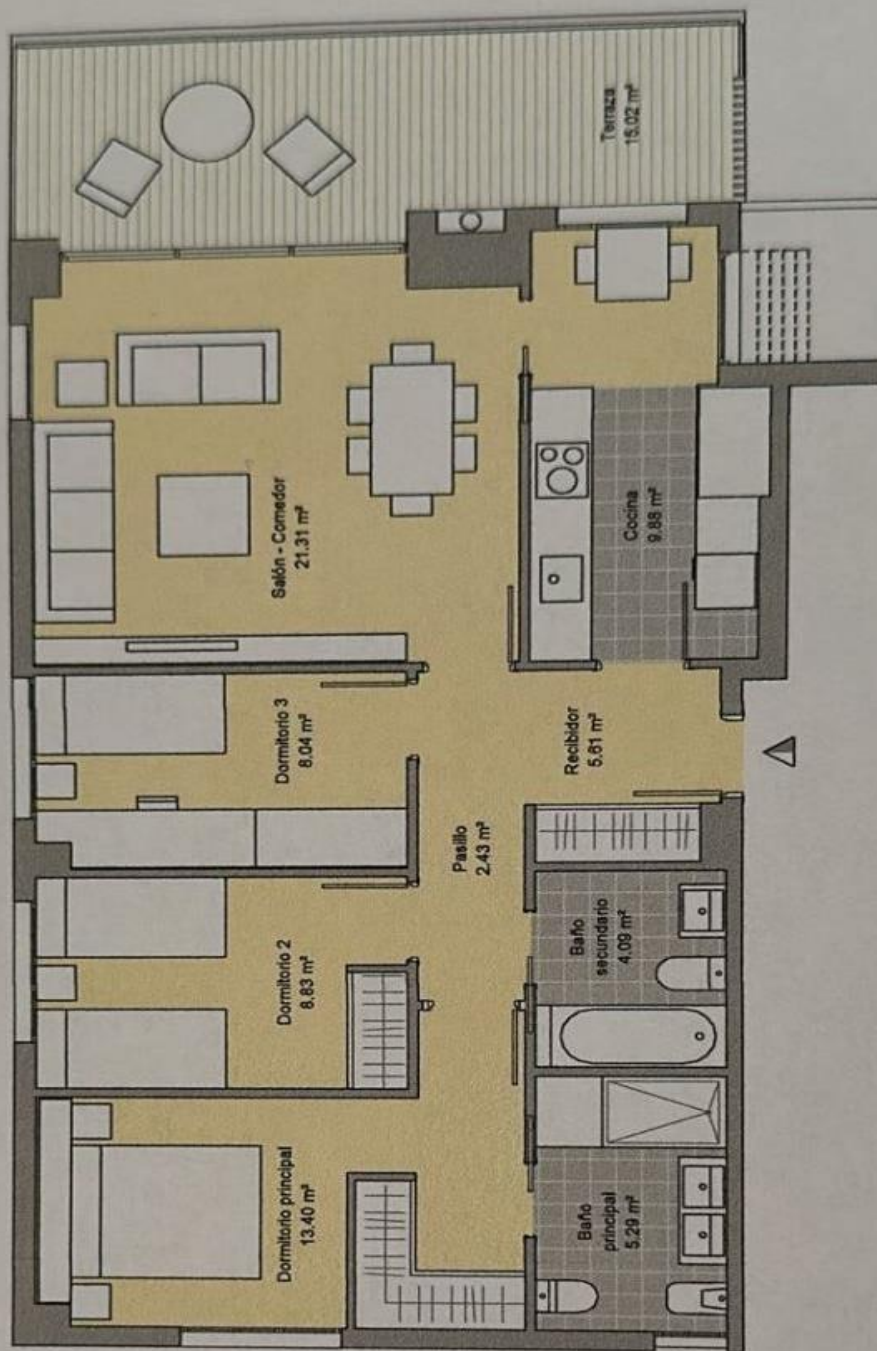 Terraza
15.02 m²
Salón - Comedor
21.31 m²
Cocina
9.88 m²
Dormitorio 3
8.04 m²
Recibidor
5.61 m²
Pasillo
2.43 m²
Dormitorio 2
8.83 m²
Baño
secundario
4.09 m²
Dormitorio principal
13.40 m²
Baño
principal
5.29 m²